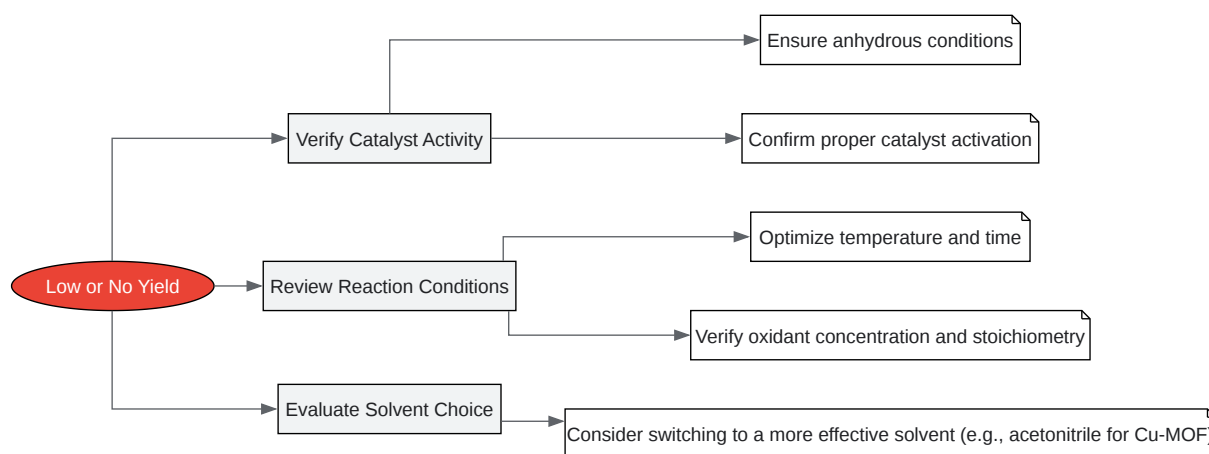 Ensure anhydrous conditions
Verify Catalyst Activity
Confirm proper catalyst activation
Optimize temperature and time
Low or No Yield
Review Reaction Conditions
Verify oxidant concentration and stoichiometry
Evaluate Solvent Choice
Consider switching to a more effective solvent (e.g., acetonitrile for Cu-MOF)